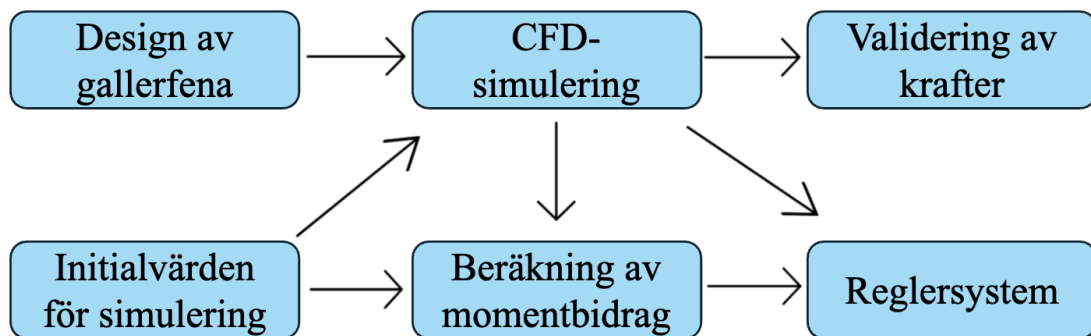 Design av
gallerfena
CFD-
simulering
Validering av
krafter
Initialvärden
för simulering
Beräkning av
momentbidrag
Reglersystem